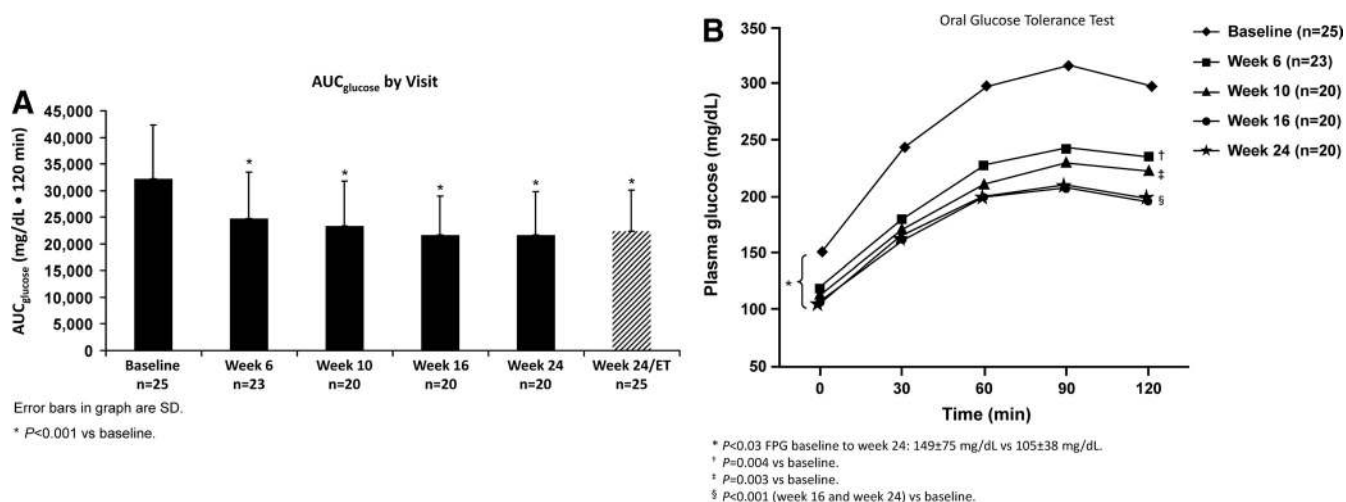 A
AUCglucose by Visit
AUCglucose (mg/dL • 120 min)
45,000
40,000
35,000
30,000
25,000
20,000
15,000
10,000
5,000
0
* * * * *
Baseline Week 6 Week 10 Week 16 Week 24 Week 24/ET
n=25 n=23 n=20 n=20 n=20 n=25
Error bars in graph are SD.
* P<0.001 vs baseline.
B
Oral Glucose Tolerance Test
Plasma glucose (mg/dL)
350
300
250
200
150
100
50
*
†
‡
§
0 30 60 90 120
Time (min)
Baseline (n=25)
Week 6 (n=23)
Week 10 (n=20)
Week 16 (n=20)
Week 24 (n=20)
* P<0.03 FPG baseline to week 24: 149±75 mg/dL vs 105±38 mg/dL.
† P=0.004 vs baseline.
‡ P=0.003 vs baseline.
§ P<0.001 (week 16 and week 24) vs baseline.